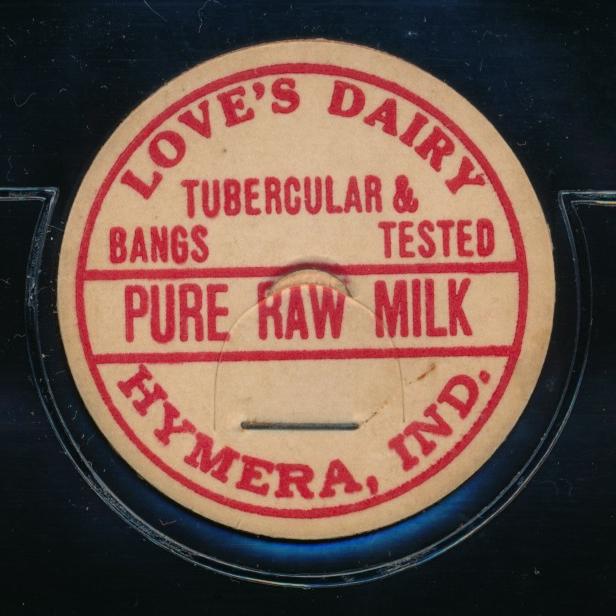 LOVE'S DAIRY
TUBERCULAR &
BANGS TESTED
PURE RAW MILK
HYMERA, IND.